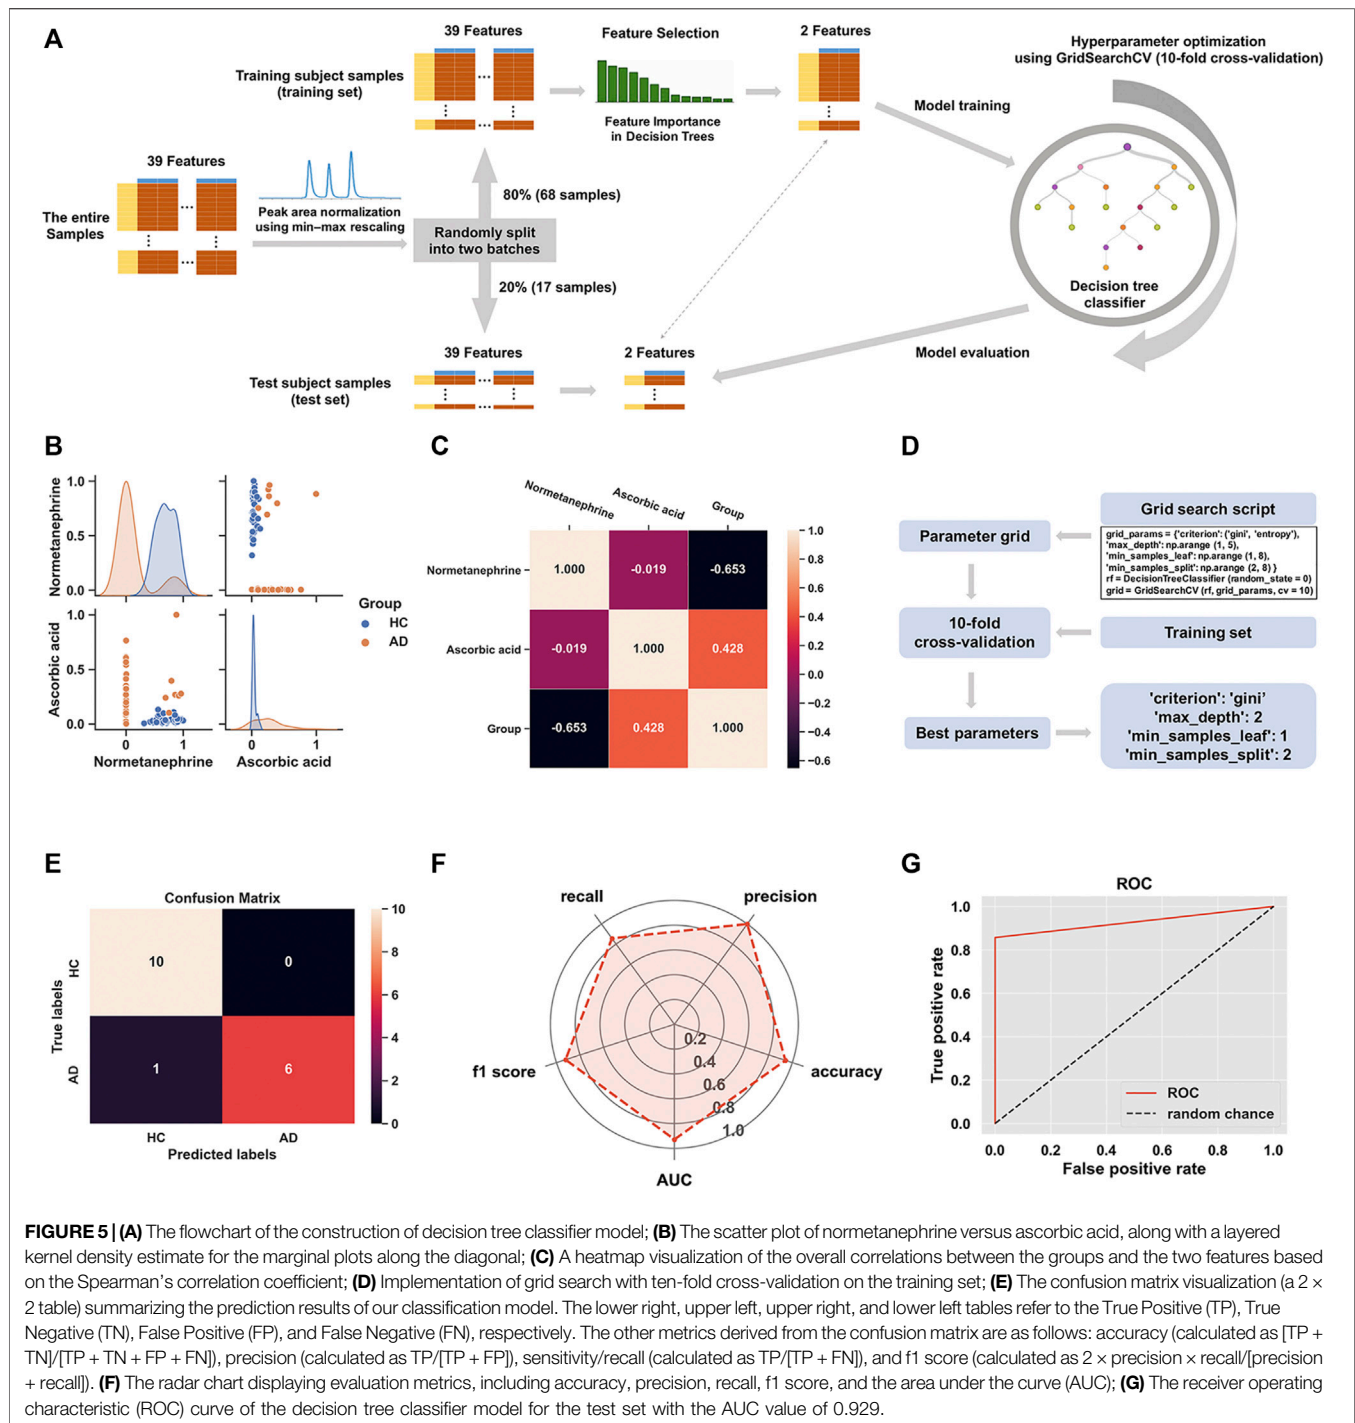 A
39 Features
Feature Selection
2 Features
Hyperparameter optimization
using GridSearchCV (10-fold cross-validation)
Training subject samples
(training set)
Feature Importance
in Decision Trees
Model training
39 Features
The entire
Samples
Peak area normalization
using min–max rescaling
80% (68 samples)
Randomly split
into two batches
20% (17 samples)
Decision tree
classifier
39 Features
2 Features
Model evaluation
Test subject samples
(test set)
B
Normetanephrine
1.0
0.5
0.0
Ascorbic acid
1.0
0.5
0.0
0
1
Normetanephrine
0
1
Ascorbic acid
Group
HC
AD
C
Normetanephrine
Ascorbic acid
Group
Normetanephrine
1.000
-0.019
-0.653
Ascorbic acid
-0.019
1.000
0.428
Group
-0.653
0.428
1.000
1.0
0.8
0.6
0.4
0.2
0.0
−0.2
−0.4
−0.6
D
Grid search script
Parameter grid
grid_params = {'criterion': ('gini', 'entropy'),
'max_depth': np.arange (1, 5),
'min_samples_leaf': np.arange (1, 8),
'min_samples_split': np.arange (2, 8) }
rf = DecisionTreeClassifier (random_state = 0)
grid = GridSearchCV (rf, grid_params, cv = 10)
10-fold
cross-validation
Training set
Best parameters
'criterion': 'gini'
'max_depth': 2
'min_samples_leaf': 1
'min_samples_split': 2
E
Confusion Matrix
True labels
HC
AD
10
0
1
6
HC
AD
Predicted labels
10
8
6
4
2
0
F
recall
precision
f1 score
accuracy
AUC
0.2
0.4
0.6
0.8
1.0
G
ROC
True positive rate
1.0
0.8
0.6
0.4
0.2
0.0
ROC
random chance
0.0
0.2
0.4
0.6
0.8
1.0
False positive rate
FIGURE 5 | (A) The flowchart of the construction of decision tree classifier model; (B) The scatter plot of normetanephrine versus ascorbic acid, along with a layered
kernel density estimate for the marginal plots along the diagonal; (C) A heatmap visualization of the overall correlations between the groups and the two features based
on the Spearman's correlation coefficient; (D) Implementation of grid search with ten-fold cross-validation on the training set; (E) The confusion matrix visualization (a 2 ×
2 table) summarizing the prediction results of our classification model. The lower right, upper left, upper right, and lower left tables refer to the True Positive (TP), True
Negative (TN), False Positive (FP), and False Negative (FN), respectively. The other metrics derived from the confusion matrix are as follows: accuracy (calculated as [TP +
TN]/[TP + TN + FP + FN]), precision (calculated as TP/[TP + FP]), sensitivity/recall (calculated as TP/[TP + FN]), and f1 score (calculated as 2 × precision × recall/[precision
+ recall]). (F) The radar chart displaying evaluation metrics, including accuracy, precision, recall, f1 score, and the area under the curve (AUC); (G) The receiver operating
characteristic (ROC) curve of the decision tree classifier model for the test set with the AUC value of 0.929.